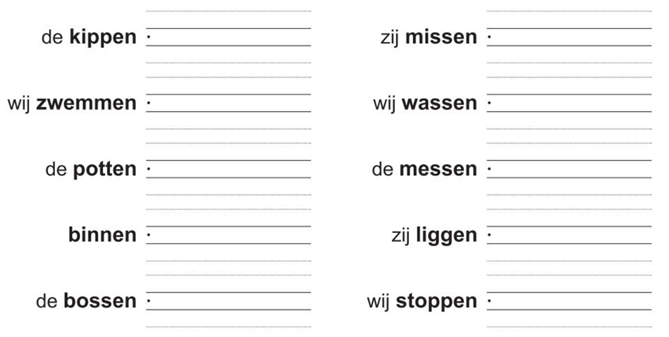 de kippen
wij zwemmen
de potten
binnen
de bossen
zij missen
wij wassen
de messen
zij liggen
wij stoppen